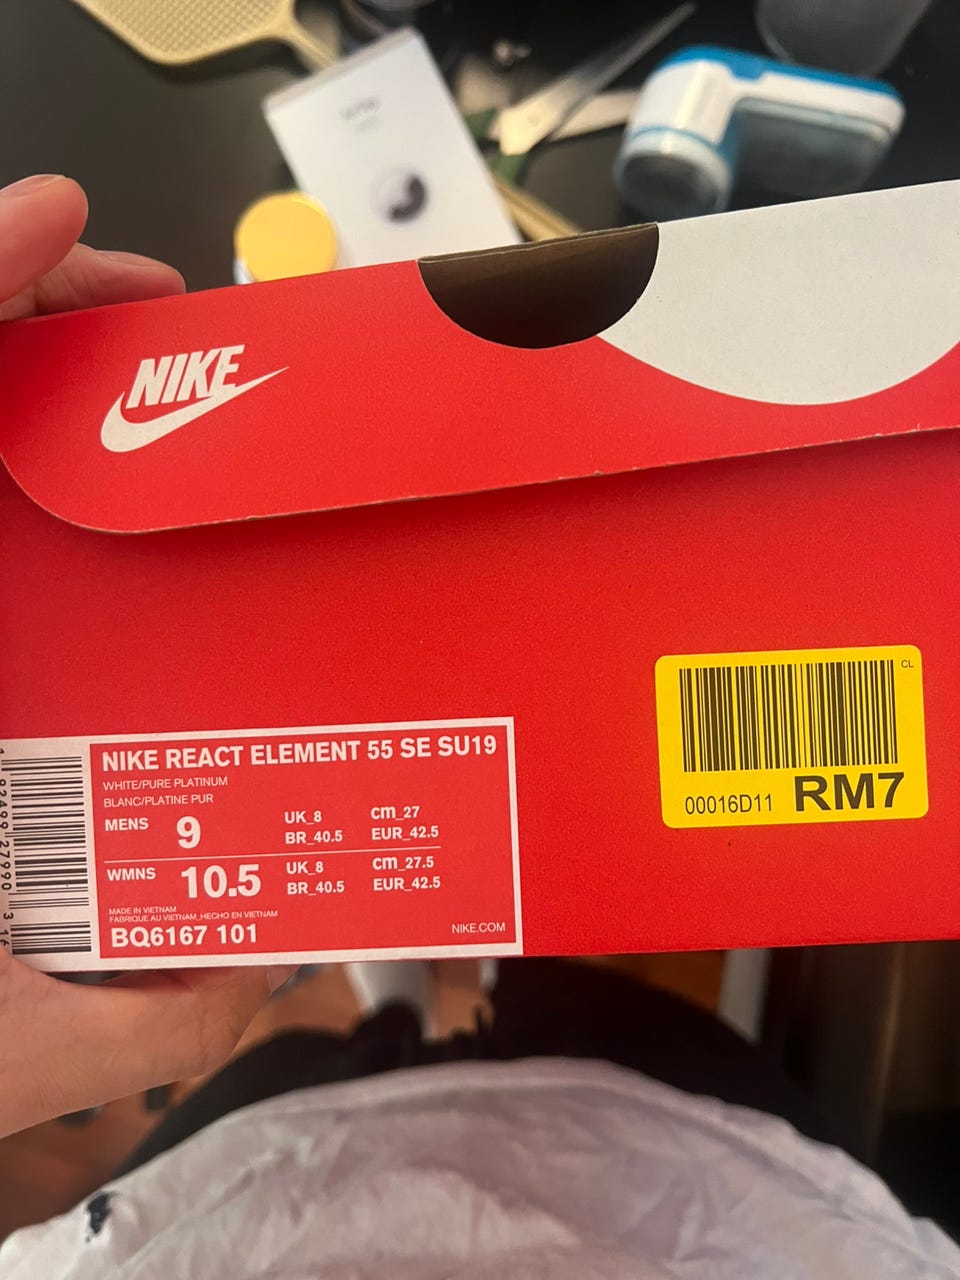 NIKE
CL
00016D11 RM7
NIKE REACT ELEMENT 55 SE SU19
WHITE/PURE PLATINUM
BLANC/PLATINE PUR
MENS 9 UK_8 cm_27
BR_40.5 EUR_42.5
WMNS 10.5 UK_8 cm_27.5
BR_40.5 EUR_42.5
MADE IN VIETNAM
FABRIQUE AU VIETNAM_HECHO EN VIETNAM
BQ6167 101
NIKE.COM